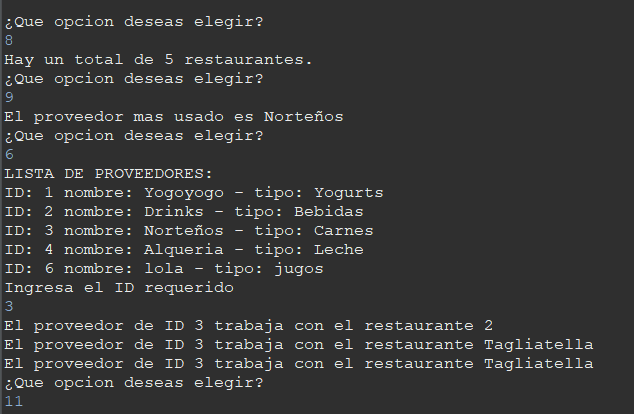 ¿Que opcion deseas elegir?
8
Hay un total de 5 restaurantes.
¿Que opcion deseas elegir?
9
El proveedor mas usado es Norteños
¿Que opcion deseas elegir?
6
LISTA DE PROVEEDORES:
ID: 1 nombre: Yogoyogo - tipo: Yogurts
ID: 2 nombre: Drinks - tipo: Bebidas
ID: 3 nombre: Norteños - tipo: Carnes
ID: 4 nombre: Alqueria - tipo: Leche
ID: 6 nombre: lola - tipo: jugos
Ingresa el ID requerido
3
El proveedor de ID 3 trabaja con el restaurante 2
El proveedor de ID 3 trabaja con el restaurante Tagliatella
El proveedor de ID 3 trabaja con el restaurante Tagliatella
¿Que opcion deseas elegir?
11